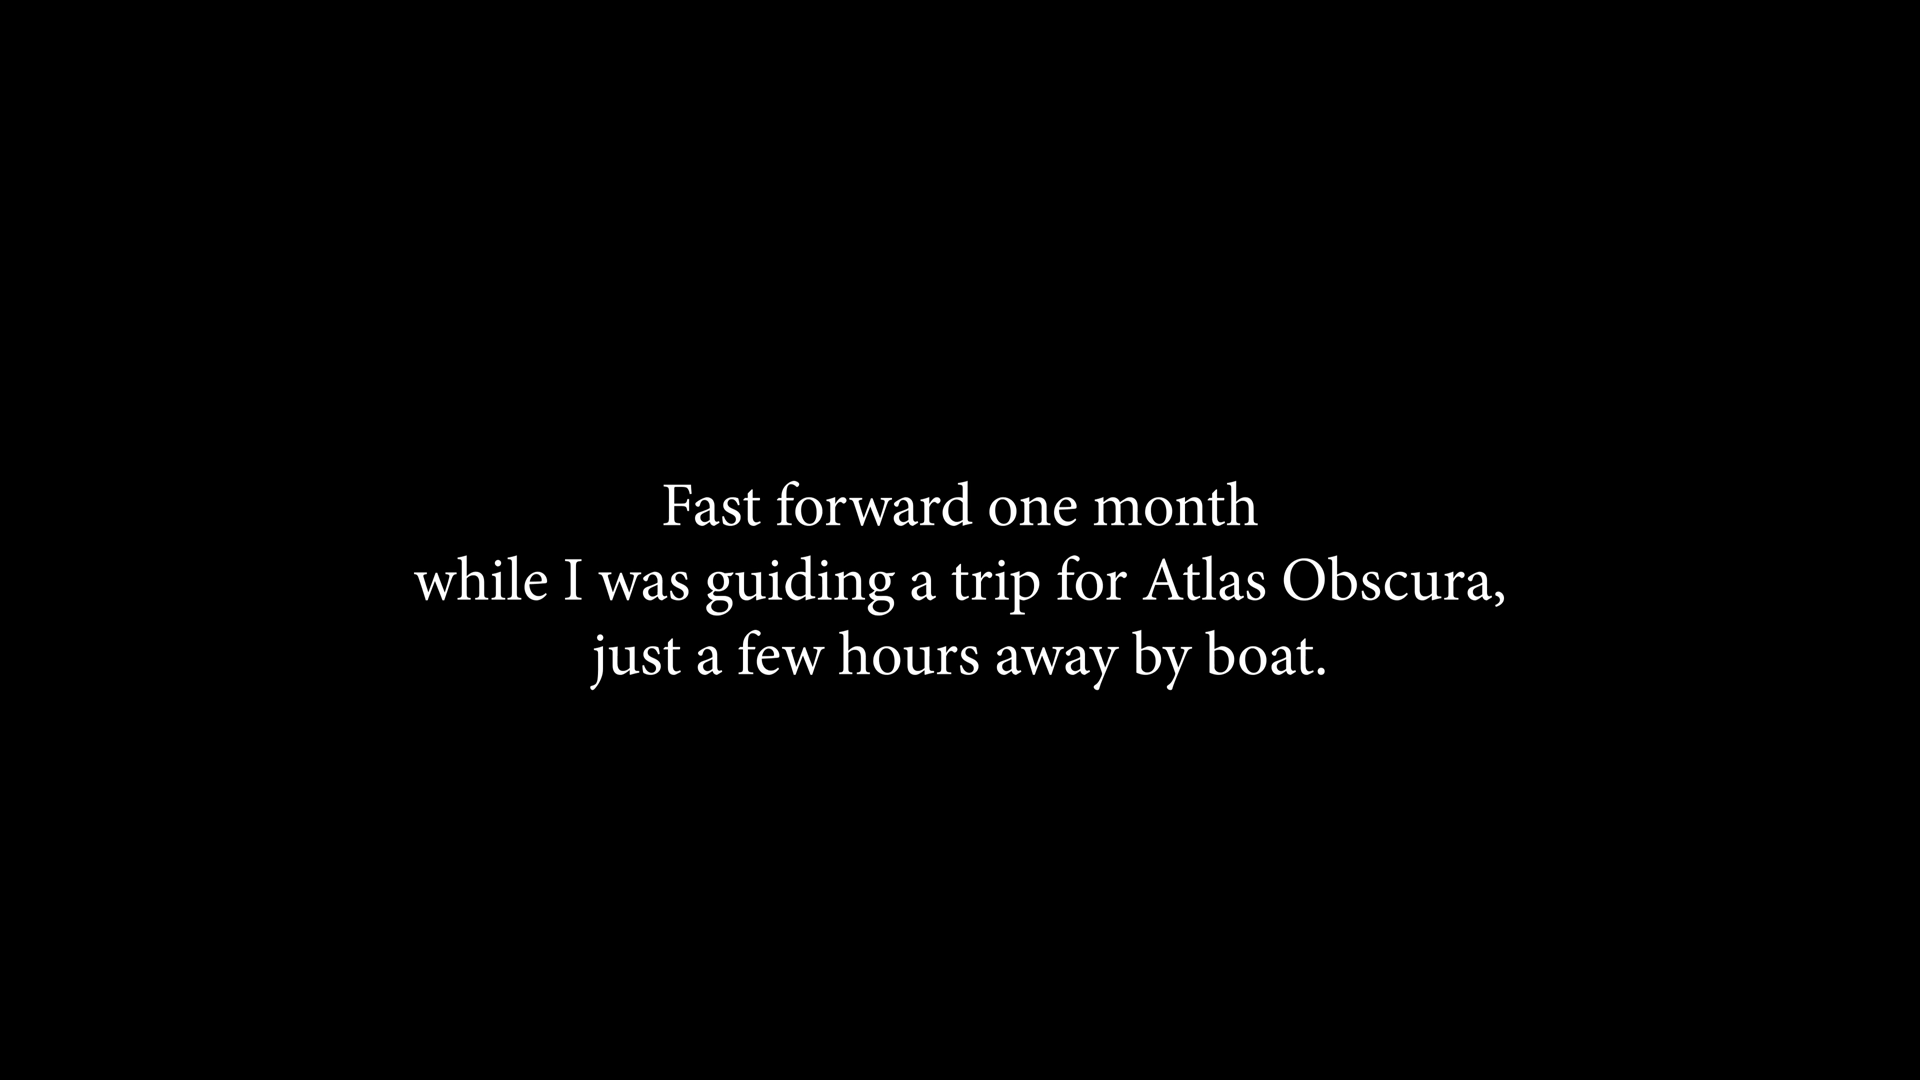 Fast forward one month
while I was guiding a trip for Atlas Obscura,
just a few hours away by boat.